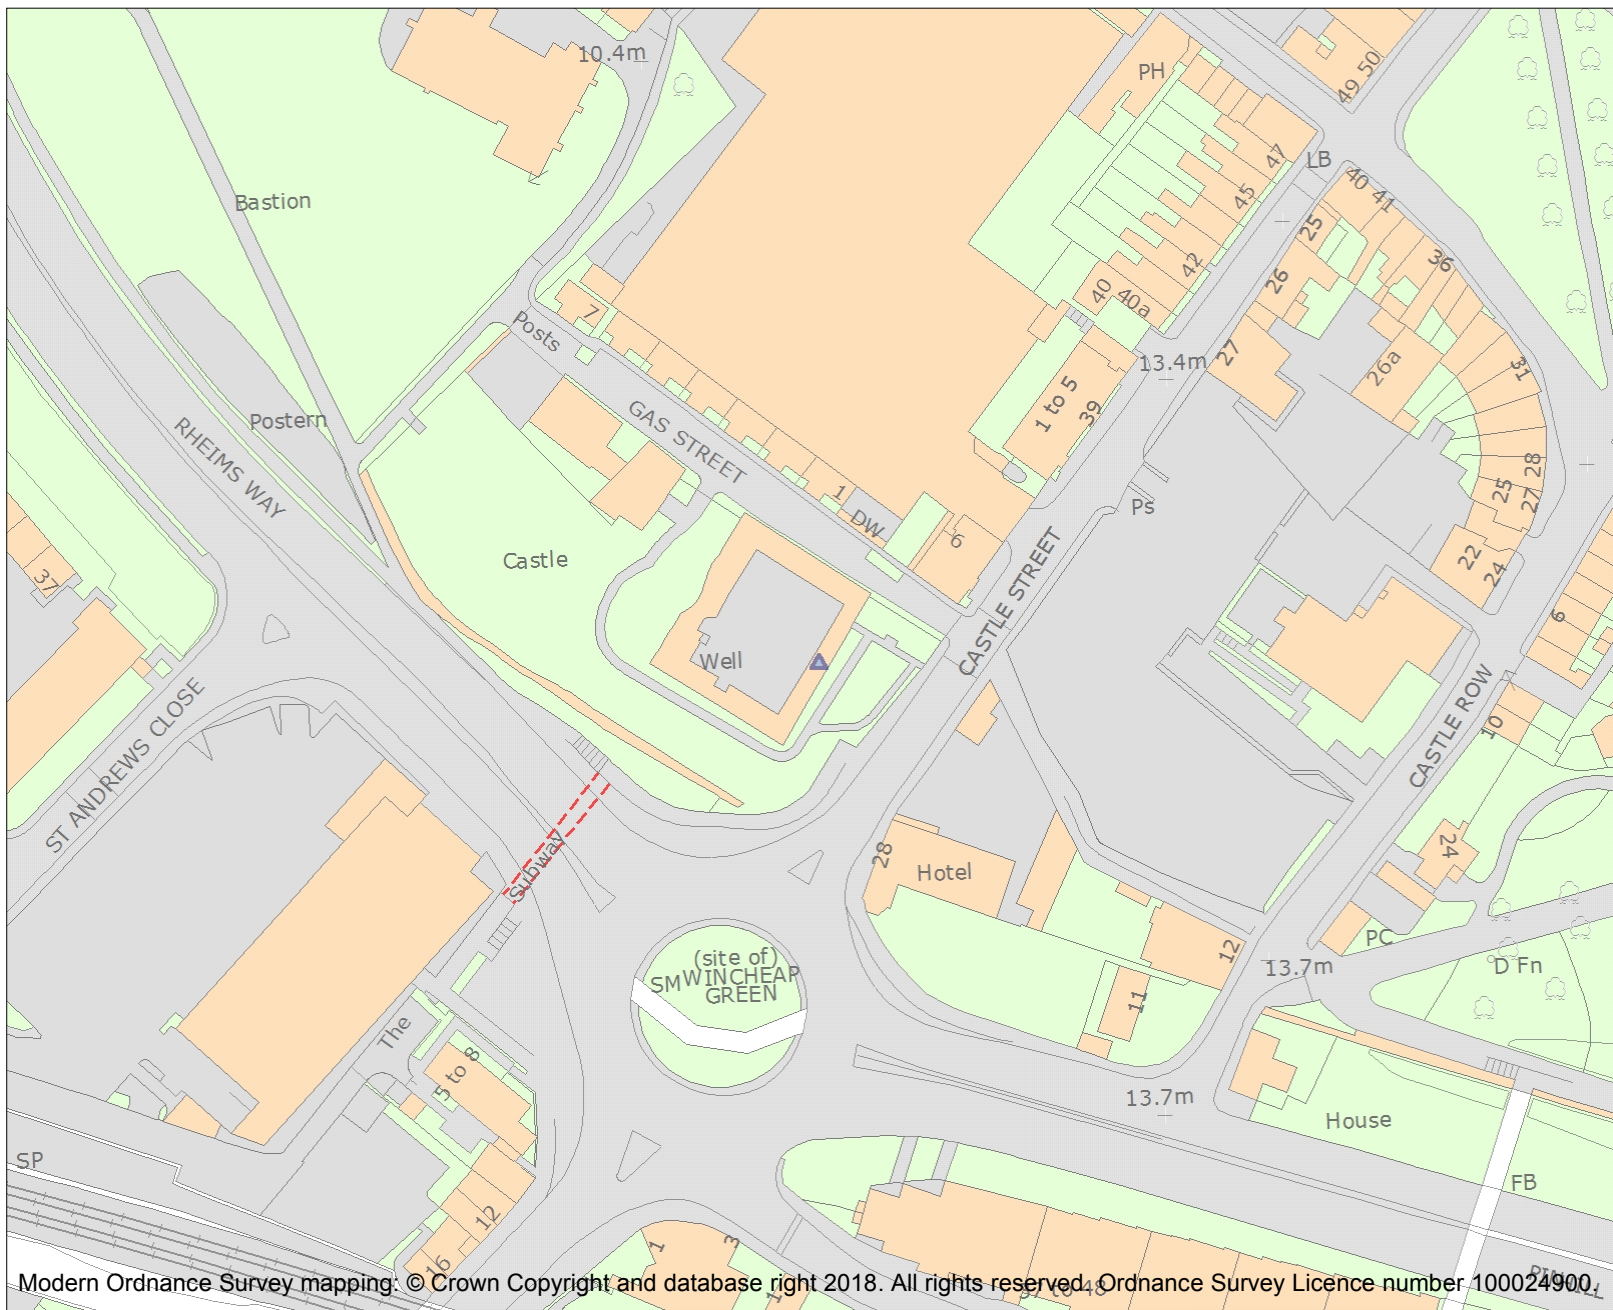 10.4m
PH
49 50
47
LB
40 41
45
25
Bastion
42
36
26
40
40a
7
Posts
13.4m
27
26a
31
1 to 5
39
GAS STREET
Postern
RHEIMS WAY
28
25
27
1
DW
Ps
6
22
24
Castle
CASTLE STREET
37
6
Well
ST ANDREWS CLOSE
CASTLE ROW
10
Subway
28
Hotel
24
12
PC
(site of)
SM WINCHEAP
GREEN
13.7m
D Fn
11
The
5 to 8
13.7m
House
SP
FB
12
1
3
16
37 to 48
1
PINHILL
Modern Ordnance Survey mapping: © Crown Copyright and database right 2018. All rights reserved. Ordnance Survey Licence number 100024900.